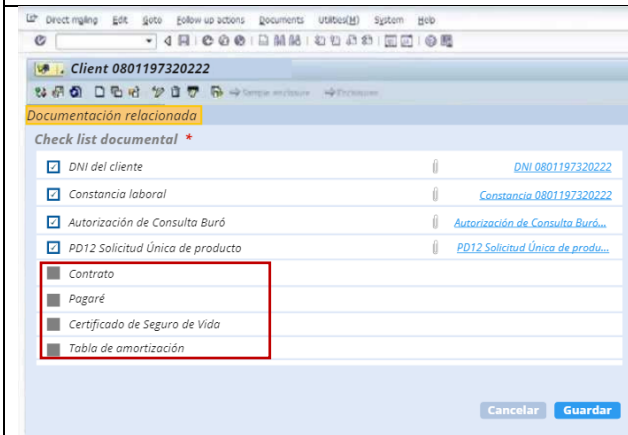 Direct mailing Edit Goto Follow up actions Documents Utilities(H) System Help
Client 0801197320222
Sample enclosure Enclosures
Documentación relacionada
Check list documental *
DNI del cliente DNI 0801197320222
Constancia laboral Constancia 0801197320222
Autorización de Consulta Buró Autorización de Consulta Buró...
PD12 Solicitud Única de producto PD12 Solicitud Única de produ...
Contrato
Pagaré
Certificado de Seguro de Vida
Tabla de amortización
Cancelar Guardar